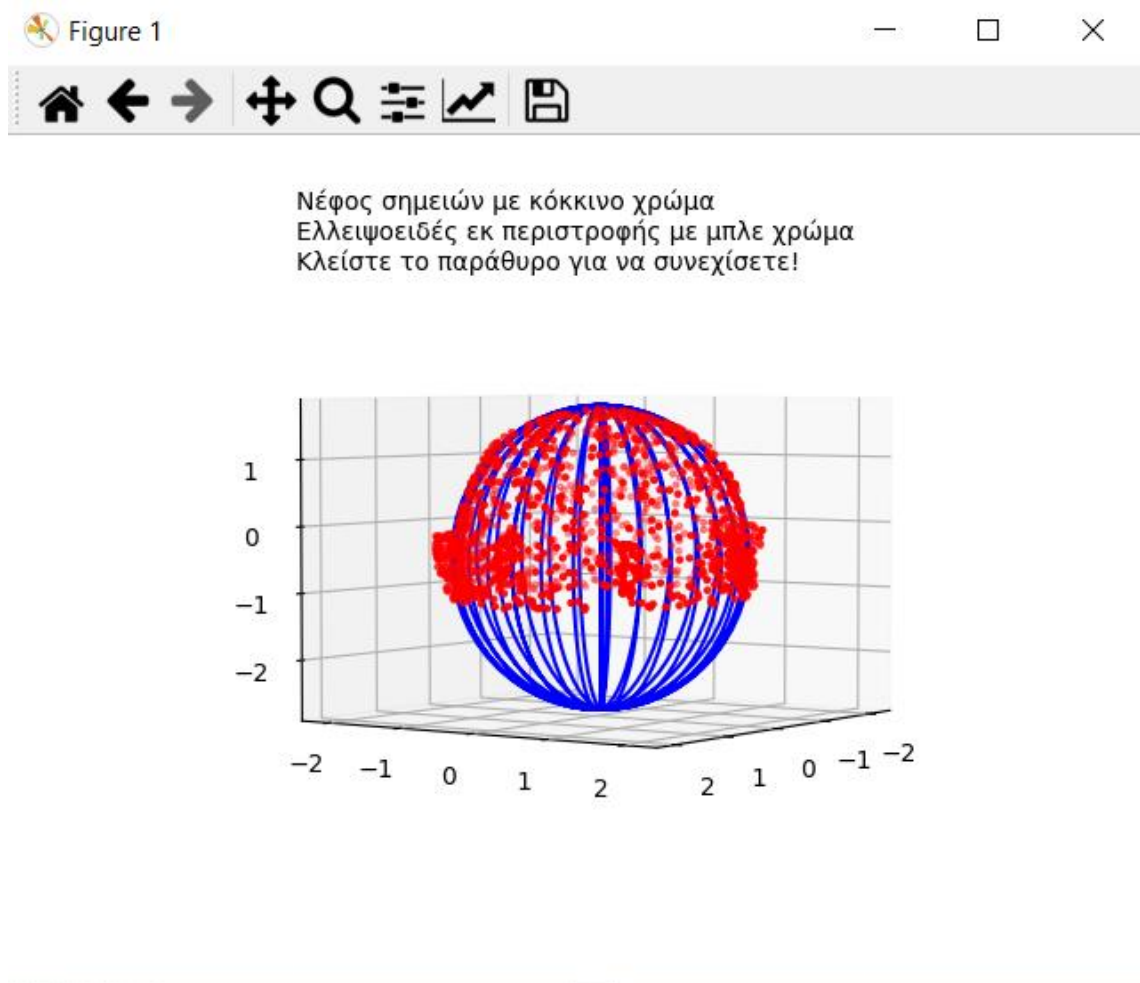 Figure 1
Νέφος σημειών με κόκκινο χρώμα
Ελλειψοειδές εκ περιστροφής με μπλε χρώμα
Κλείστε το παράθυρο για να συνεχίσετε!
1
0
−1
−2
−2 −1 0 1 2
2 1 0 −1 −2